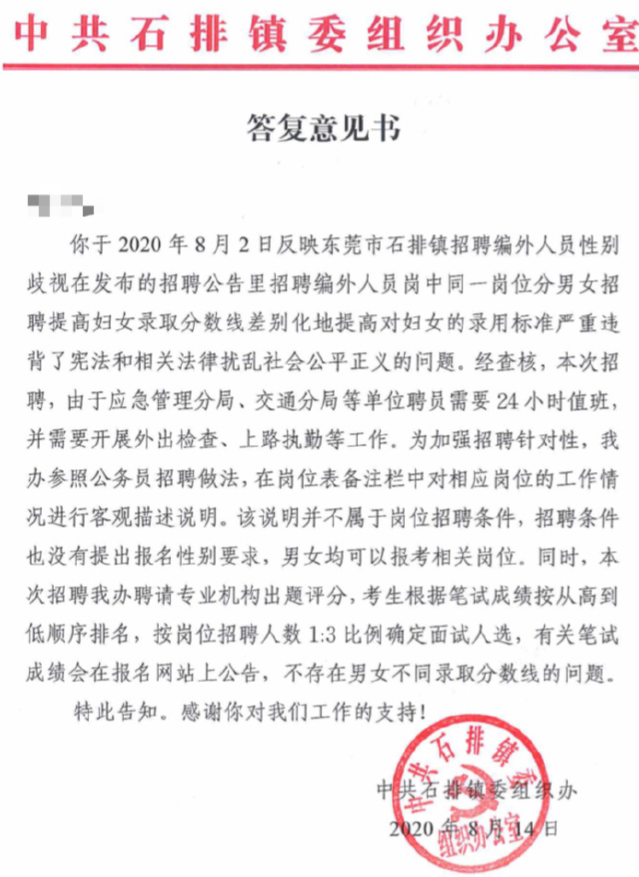 中共石排镇委组织办公室
答复意见书
你于 2020 年 8 月 2 日反映东莞市石排镇招聘编外人员性别
歧视在发布的招聘公告里招聘编外人员岗中同一岗位分男女招
聘提高妇女录取分数线差别化地提高对妇女的录用标准严重违
背了宪法和相关法律扰乱社会公平正义的问题。经查核，本次招
聘，由于应急管理分局、交通分局等单位聘员需要 24 小时值班，
并需要开展外出检查、上路执勤等工作。为加强招聘针对性，我
办参照公务员招聘做法，在岗位表备注栏中对相应岗位的工作情
况进行客观描述说明。该说明并不属于岗位招聘条件，招聘条件
也没有提出报名性别要求，男女均可以报考相关岗位。同时，本
次招聘我办聘请专业机构出题评分，考生根据笔试成绩按从高到
低顺序排名，按岗位招聘人数 1:3 比例确定面试人选，有关笔试
成绩会在报名网站上公告，不存在男女不同录取分数线的问题。
特此告知。感谢你对我们工作的支持！
中共石排镇委组织办
2020 年 8 月 14 日
中共石排镇委
组织办公室